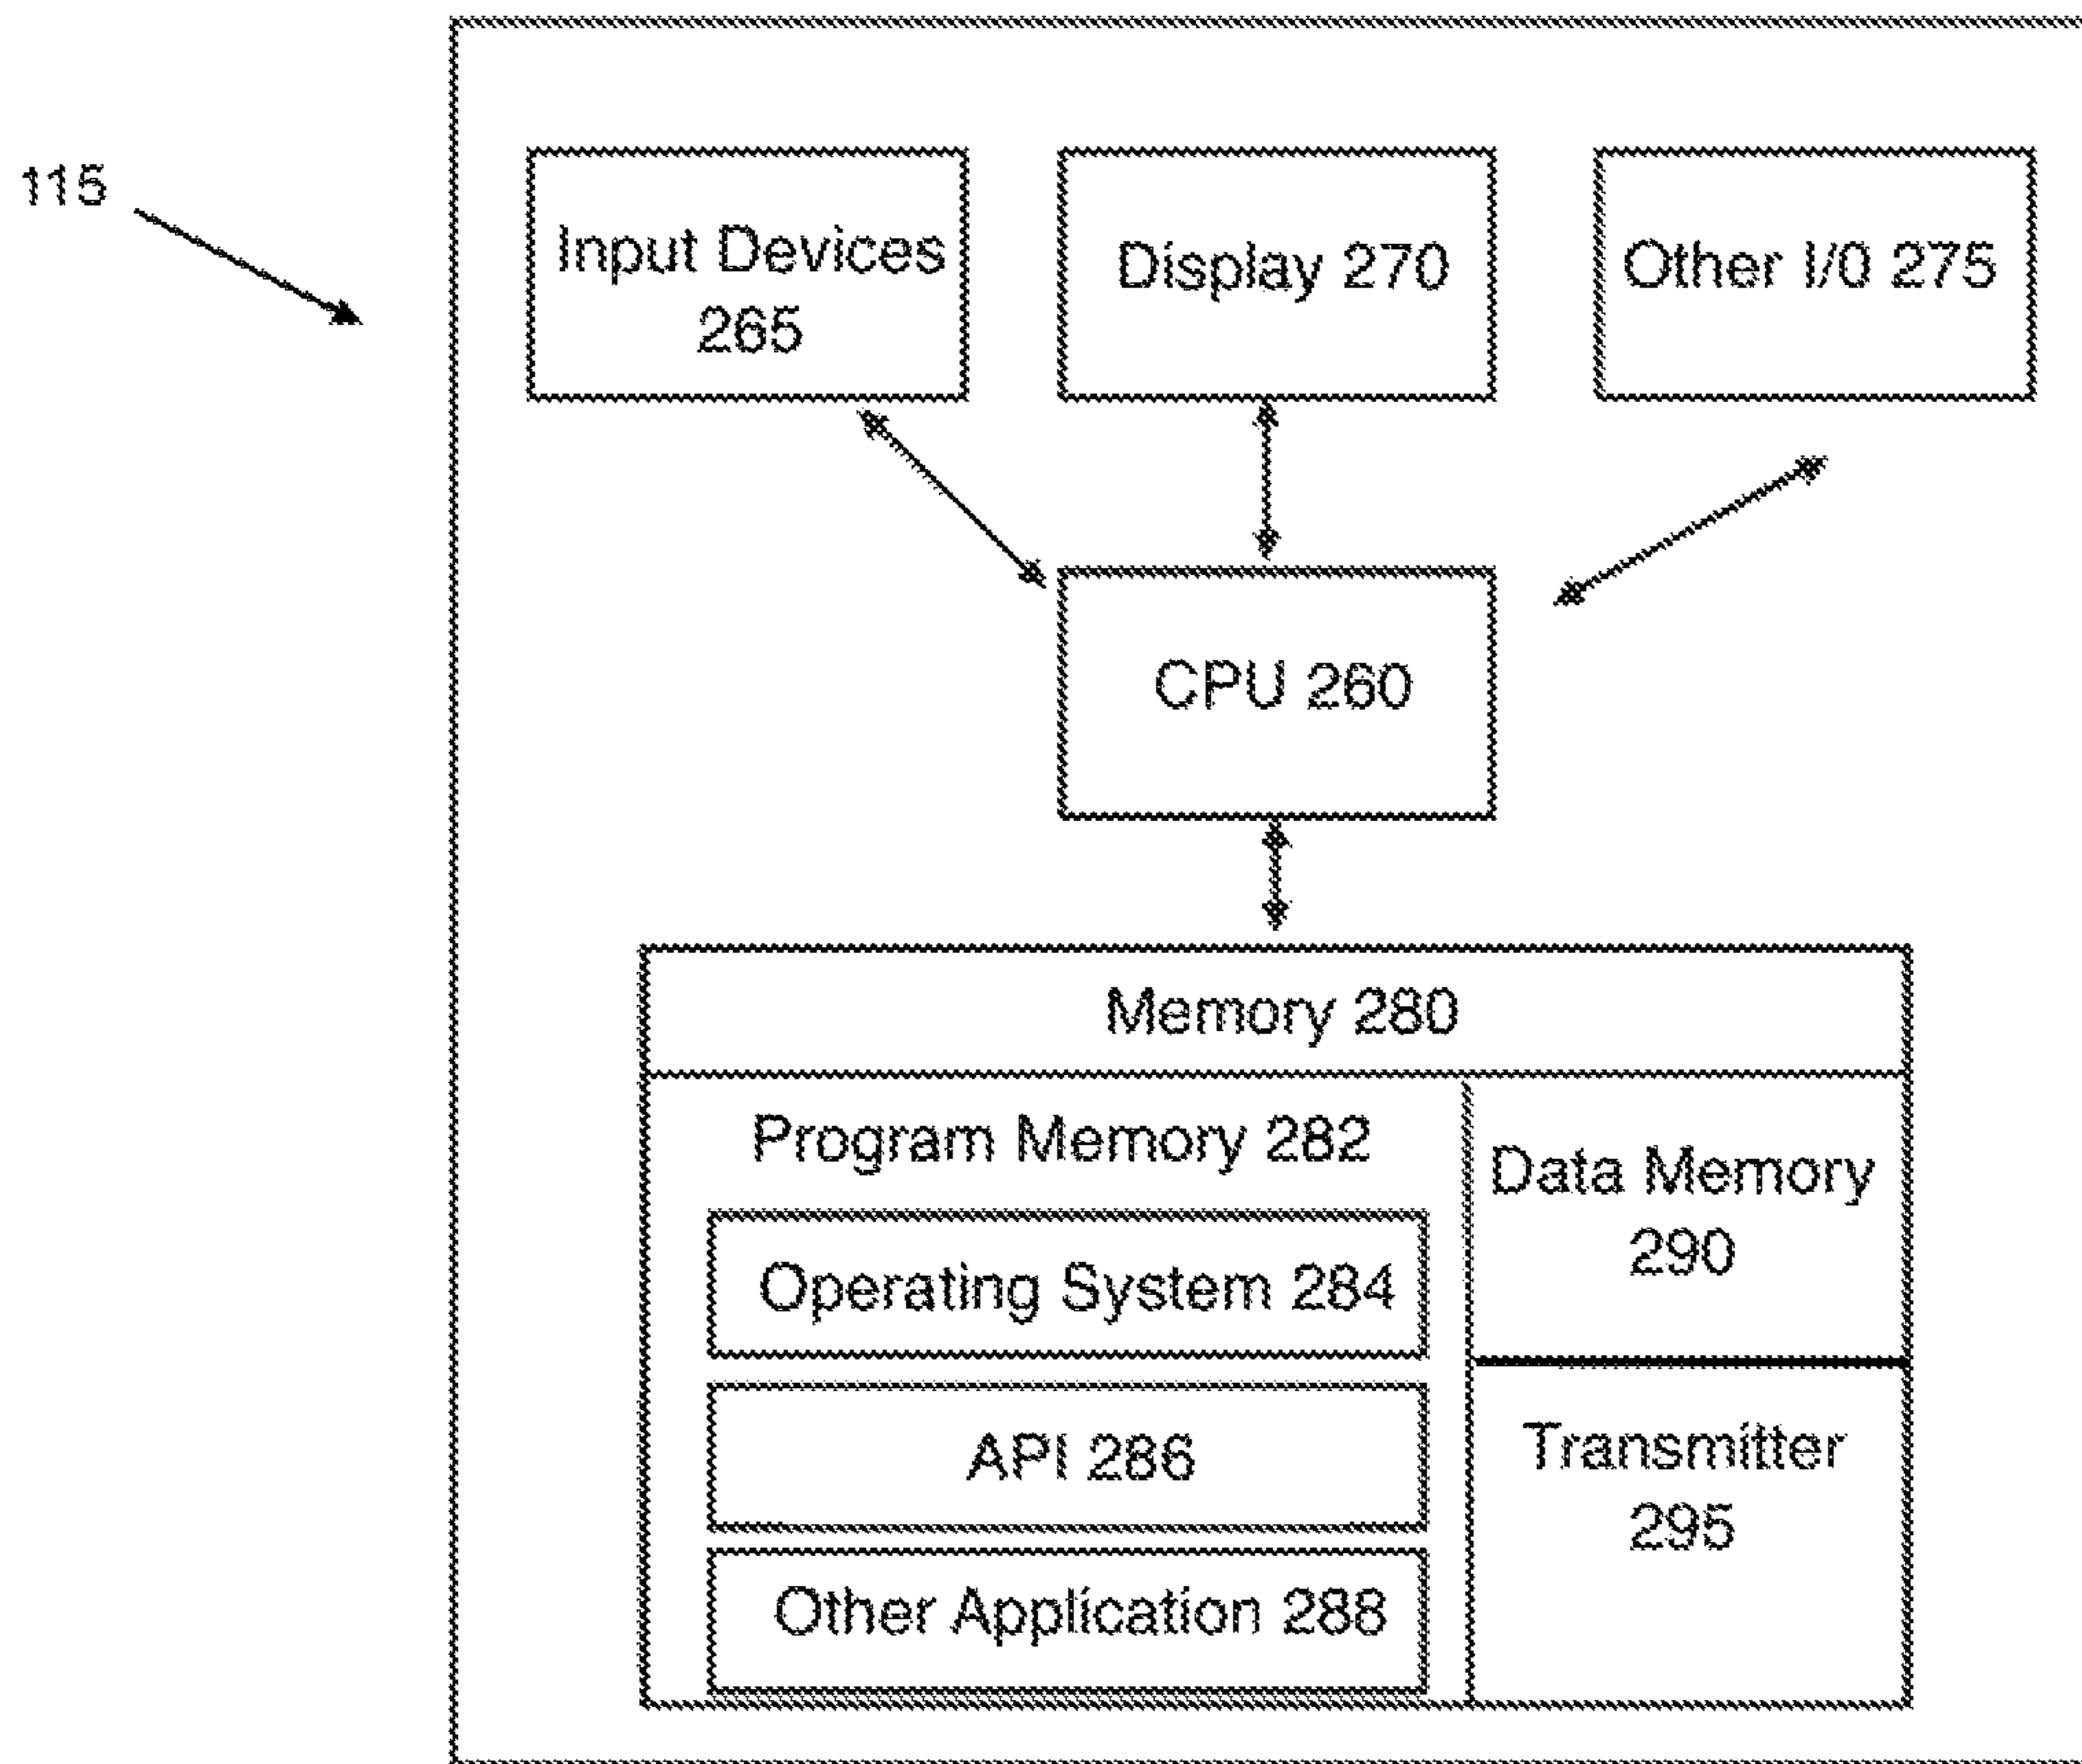 115
Input Devices
265
Display 270
Other I/0 275
CPU 260
Memory 280
Program Memory 282
Operating System 284
API 286
Other Application 288
Data Memory
290
Transmitter
295